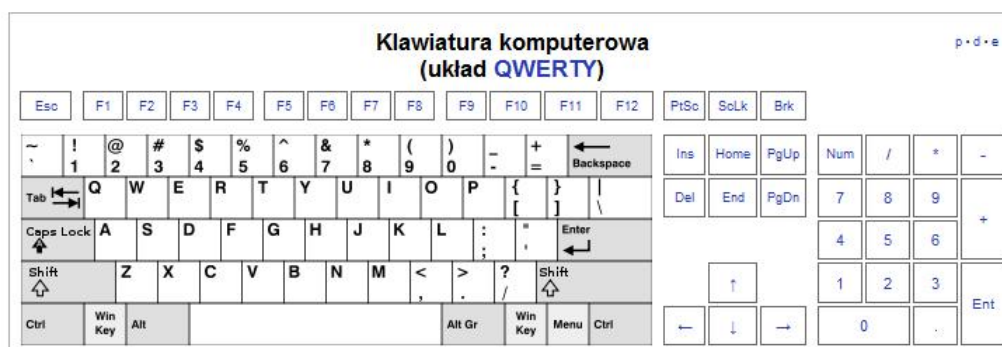 Klawiatura komputerowa
(układ QWERTY)
p · d · e
Esc F1 F2 F3 F4 F5 F6 F7 F8 F9 F10 F11 F12 PtSc ScLk Brk
~ ! @ # $ % ^ & * ( ) _ +
` 1 2 3 4 5 6 7 8 9 0 - = Backspace
Ins Home PgUp Num / * -
Tab Q W E R T Y U I O P { } |
[ ] \
Del End PgDn 7 8 9 +
Caps Lock A S D F G H J K L : " Enter
; '
4 5 6
Shift Z X C V B N M < > ? Shift
, . /
↑ 1 2 3 Ent
Ctrl Win Key Alt Alt Gr Win Key Menu Ctrl
← ↓ → 0 .